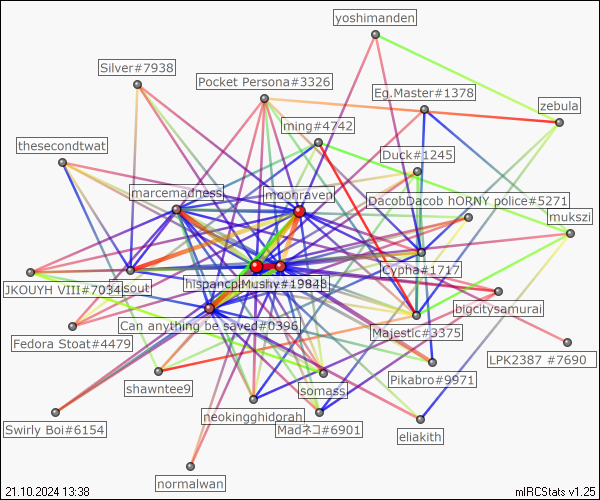 yoshimanden
Silver#7938
Pocket Persona#3326
Eg.Master#1378
zebula
ming#4742
thesecondtwat
Duck#1245
marcemadness
moonraven
DacobDacob hORNY police#5271
mukszi
Cypha#1717
JKOUYH VIII#7034
sout
hispancp
Mushy#1984
bigcitysamurai
Can anything be saved#0396
Majestic#3375
Fedora Stoat#4479
LPK2387 #7690
shawntee9
Pikabro#9971
somass
neokingghidorah
Swirly Boi#6154
Madネコ#6901
eliakith
normalwan
21.10.2024 13:38
mIRCStats v1.25